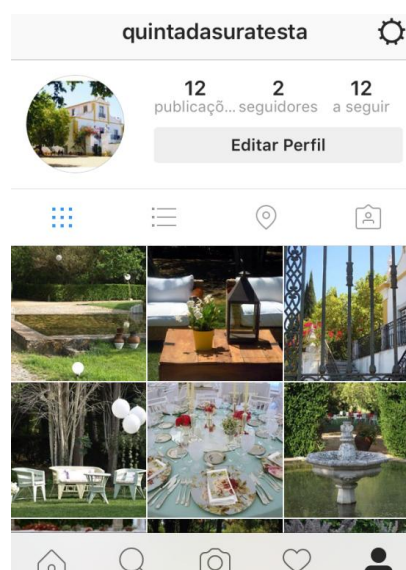 quintadasuratesta
12 2 12
publicaçõ... seguidores a seguir
Editar Perfil